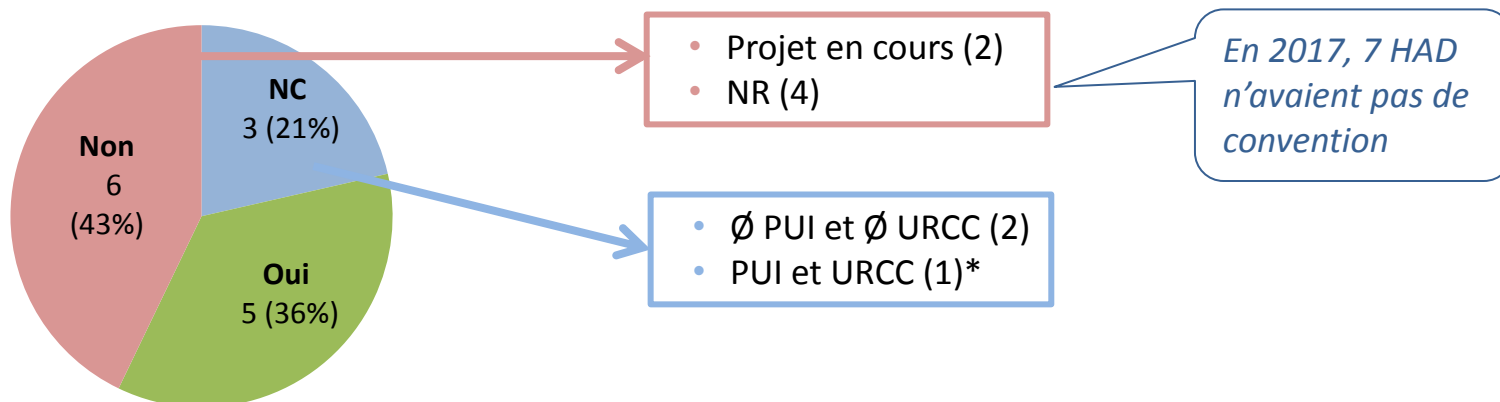 NC
3 (21%)
Non
6
(43%)
Oui
5 (36%)
• Projet en cours (2)
• NR (4)
En 2017, 7 HAD
n’avaient pas de
convention
• Ø PUI et Ø URCC (2)
• PUI et URCC (1)*